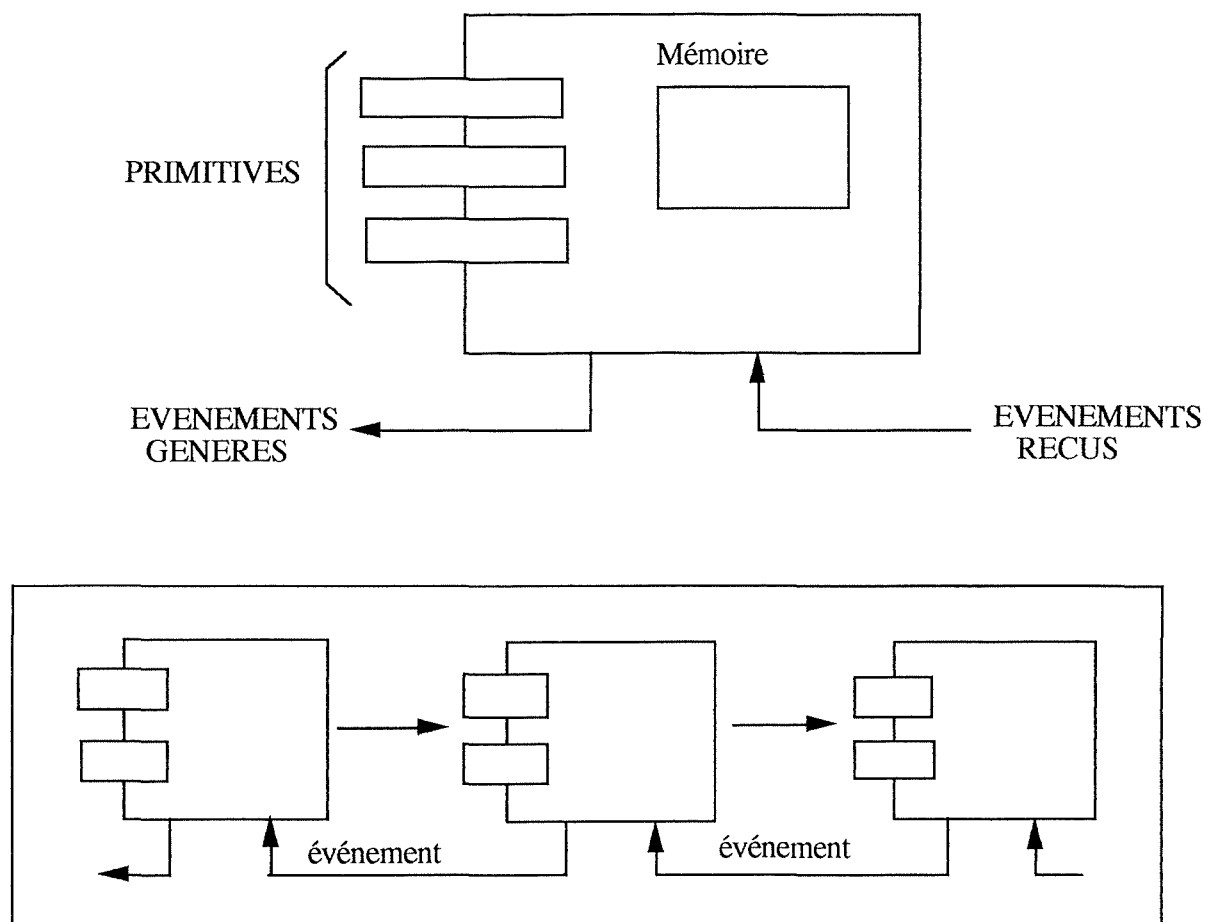 Mémoire
PRIMITIVES
EVENEMENTS
GENERES
EVENEMENTS
RECUS
événement
événement